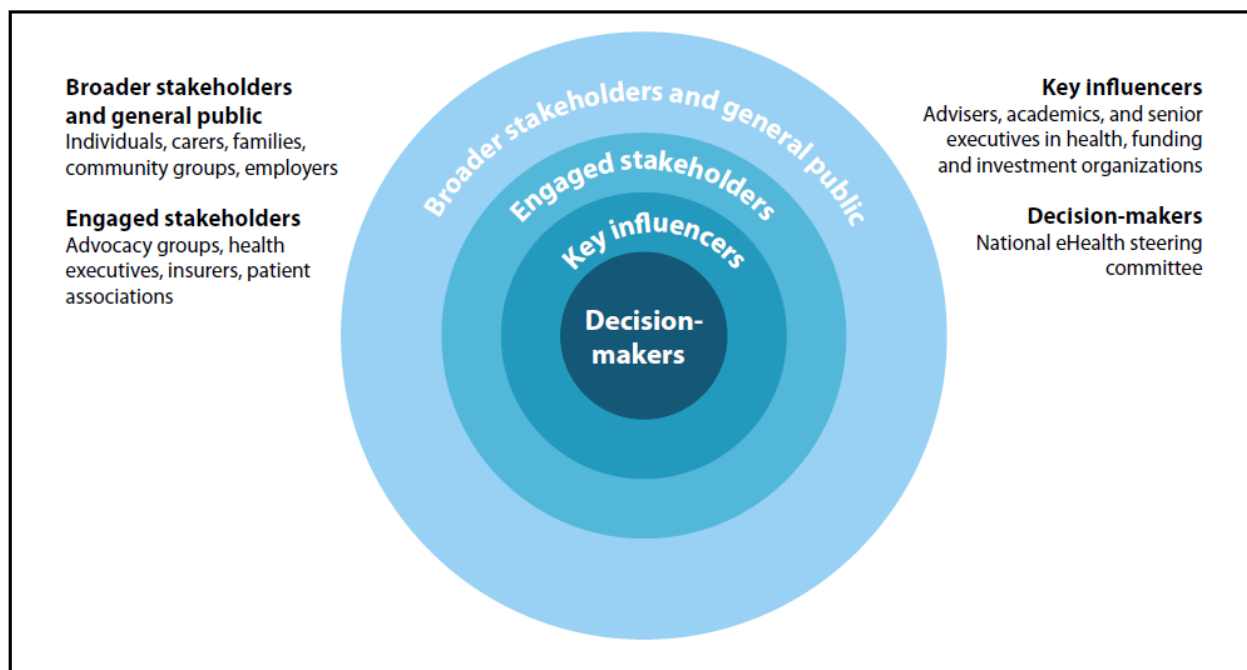 Broader stakeholders
and general public
Individuals, carers, families,
community groups, employers
Engaged stakeholders
Advocacy groups, health
executives, insurers, patient
associations
Broader stakeholders and general public
Engaged stakeholders
Key influencers
Decision-
makers
Key influencers
Advisers, academics, and senior
executives in health, funding
and investment organizations
Decision-makers
National eHealth steering
committee